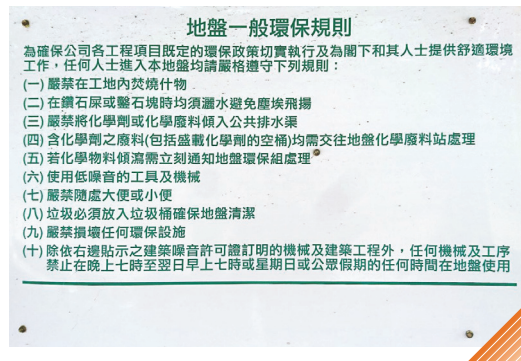 地盤一般環保規則
為確保公司各工程項目既定的環保政策切實執行及為閣下和其人士提供舒適環境
工作，任何人士進入本地盤均請嚴格遵守下列規則：
(一) 嚴禁在工地內焚燒什物
(二) 在鑽石屎或鑿石塊時均須灑水避免塵埃飛揚
(三) 嚴禁將化學劑或化學廢料傾入公共排水渠
(四) 含化學劑之廢料(包括盛載化學劑的空桶)均需交往地盤化學廢料站處理
(五) 若化學物料傾瀉需立刻通知地盤環保組處理
(六) 使用低噪音的工具及機械
(七) 嚴禁隨處大便或小便
(八) 垃圾必須放入垃圾桶確保地盤清潔
(九) 嚴禁損壞任何環保設施
(十) 除依右邊貼示之建築噪音許可證訂明的機械及建築工程外，任何機械及工序
禁止在晚上七時至翌日早上七時或星期日或公眾假期的任何時間在地盤使用